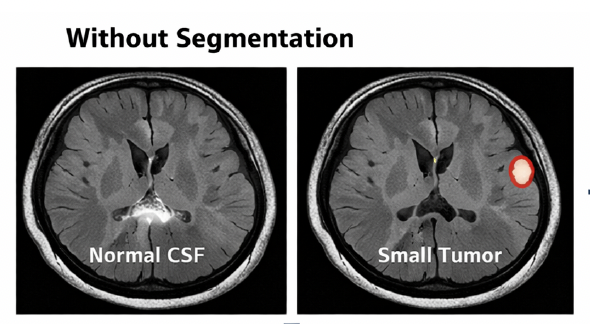 Without Segmentation
Normal CSF
Small Tumor